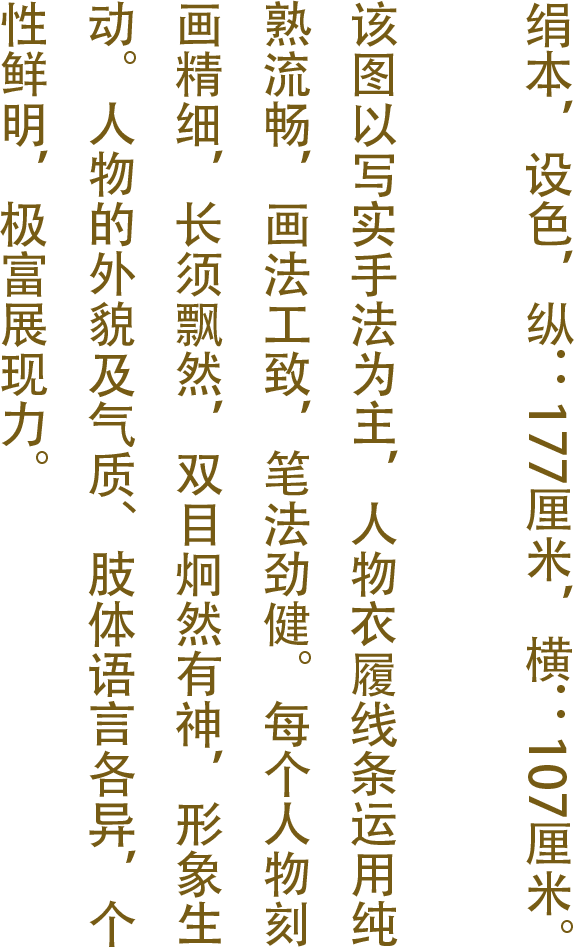 绢本，设色，纵：177厘米，横：107厘米。
该图以写实手法为主，人物衣履线条运用纯
熟流畅，画法工致，笔法劲健。每个人物刻
画精细，长须飘然，双目炯然有神，形象生
动。人物的外貌及气质、肢体语言各异，个
性鲜明，极富展现力。